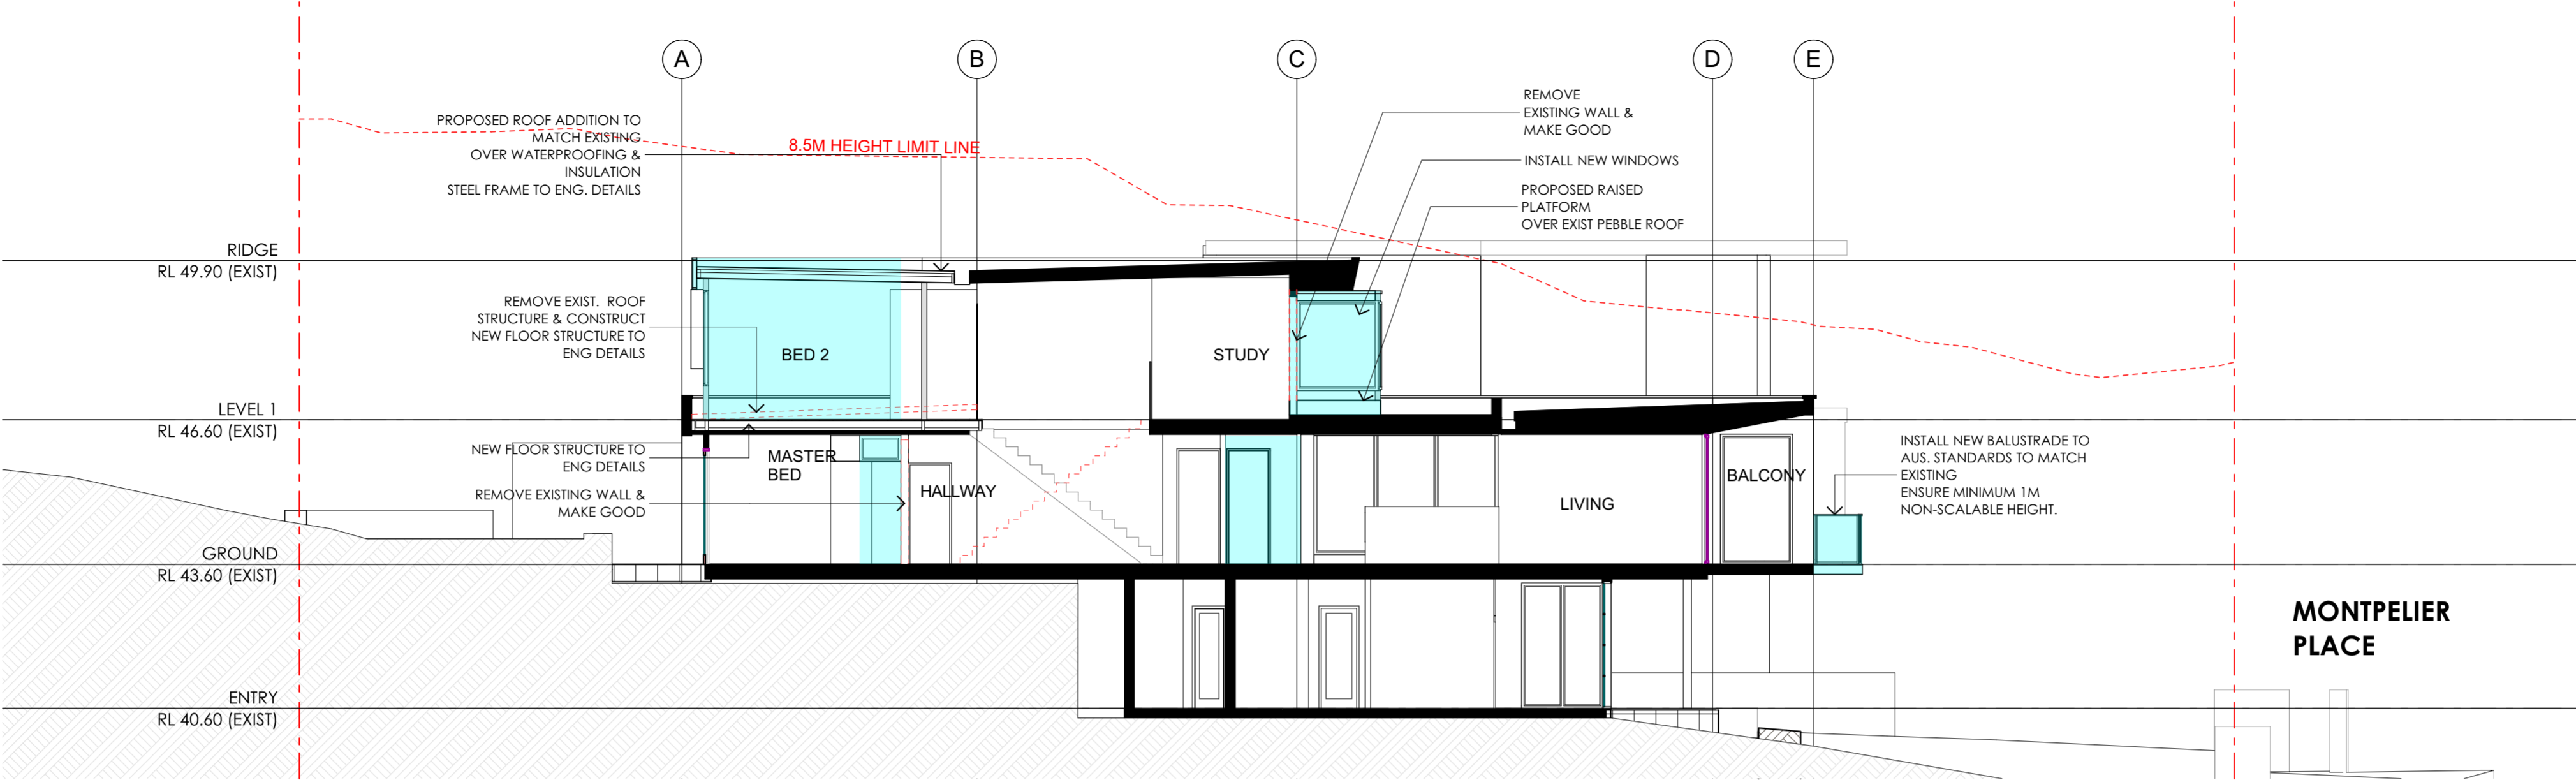 A
B
C
D
E
PROPOSED ROOF ADDITION TO
MATCH EXISTING
OVER WATERPROOFING &
INSULATION
STEEL FRAME TO ENG. DETAILS
8.5M HEIGHT LIMIT LINE
REMOVE
EXISTING WALL &
MAKE GOOD
INSTALL NEW WINDOWS
PROPOSED RAISED
PLATFORM
OVER EXIST PEBBLE ROOF
RIDGE
RL 49.90 (EXIST)
REMOVE EXIST. ROOF
STRUCTURE & CONSTRUCT
NEW FLOOR STRUCTURE TO
ENG DETAILS
BED 2
STUDY
LEVEL 1
RL 46.60 (EXIST)
NEW FLOOR STRUCTURE TO
ENG DETAILS
REMOVE EXISTING WALL &
MAKE GOOD
MASTER
BED
HALLWAY
LIVING
BALCONY
INSTALL NEW BALUSTRADE TO
AUS. STANDARDS TO MATCH
EXISTING
ENSURE MINIMUM 1M
NON-SCALABLE HEIGHT.
GROUND
RL 43.60 (EXIST)
MONTPELIER
PLACE
ENTRY
RL 40.60 (EXIST)